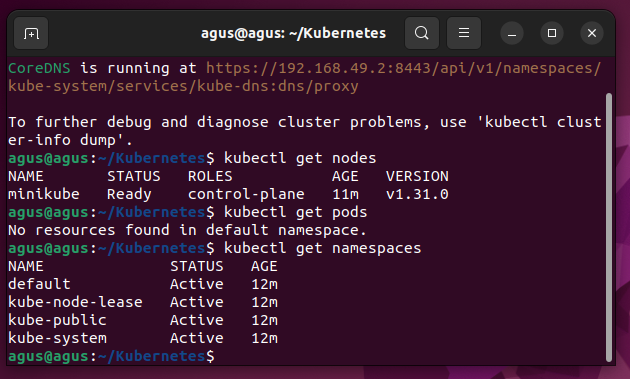 agus@agus: ~/Kubernetes
CoreDNS is running at https://192.168.49.2:8443/api/v1/namespaces/
kube-system/services/kube-dns:dns/proxy
To further debug and diagnose cluster problems, use 'kubectl clust
er-info dump'.
agus@agus:~/Kubernetes$ kubectl get nodes
NAME       STATUS   ROLES           AGE   VERSION
minikube   Ready    control-plane   11m   v1.31.0
agus@agus:~/Kubernetes$ kubectl get pods
No resources found in default namespace.
agus@agus:~/Kubernetes$ kubectl get namespaces
NAME              STATUS   AGE
default           Active   12m
kube-node-lease   Active   12m
kube-public       Active   12m
kube-system       Active   12m
agus@agus:~/Kubernetes$